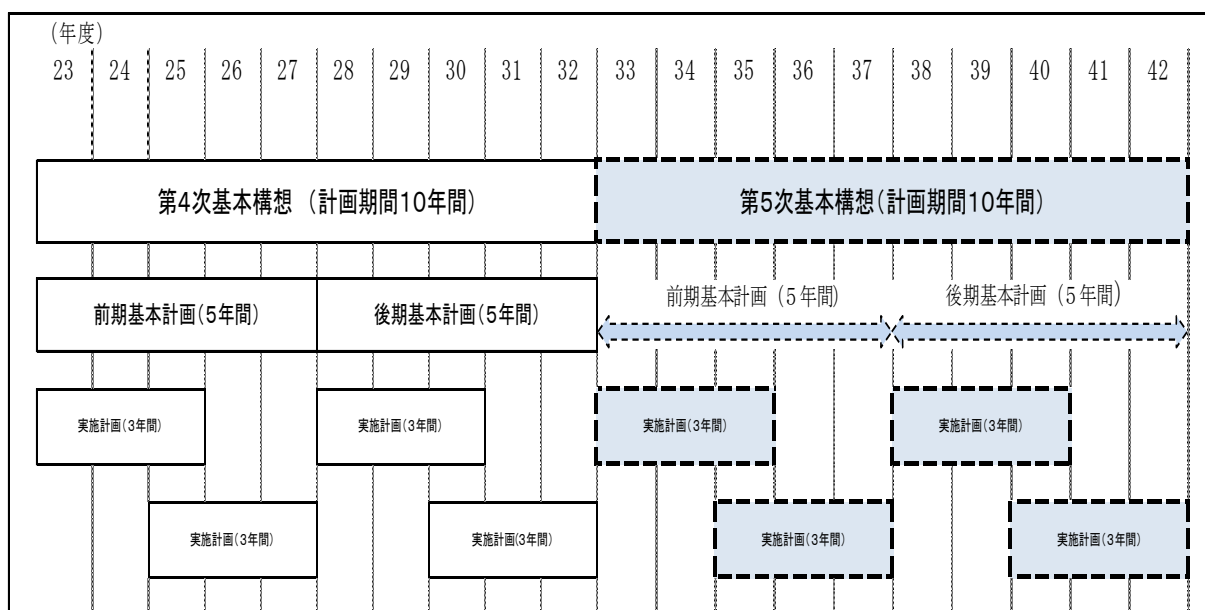 (年度)
23 24 25 26 27 28 29 30 31 32 33 34 35 36 37 38 39 40 41 42
第4次基本構想 (計画期間10年間) 第5次基本構想(計画期間10年間)
前期基本計画(5年間) 後期基本計画(5年間) 前期基本計画(5年間) 後期基本計画(5年間)
実施計画(3年間) 実施計画(3年間) 実施計画(3年間) 実施計画(3年間)
実施計画(3年間) 実施計画(3年間) 実施計画(3年間) 実施計画(3年間)